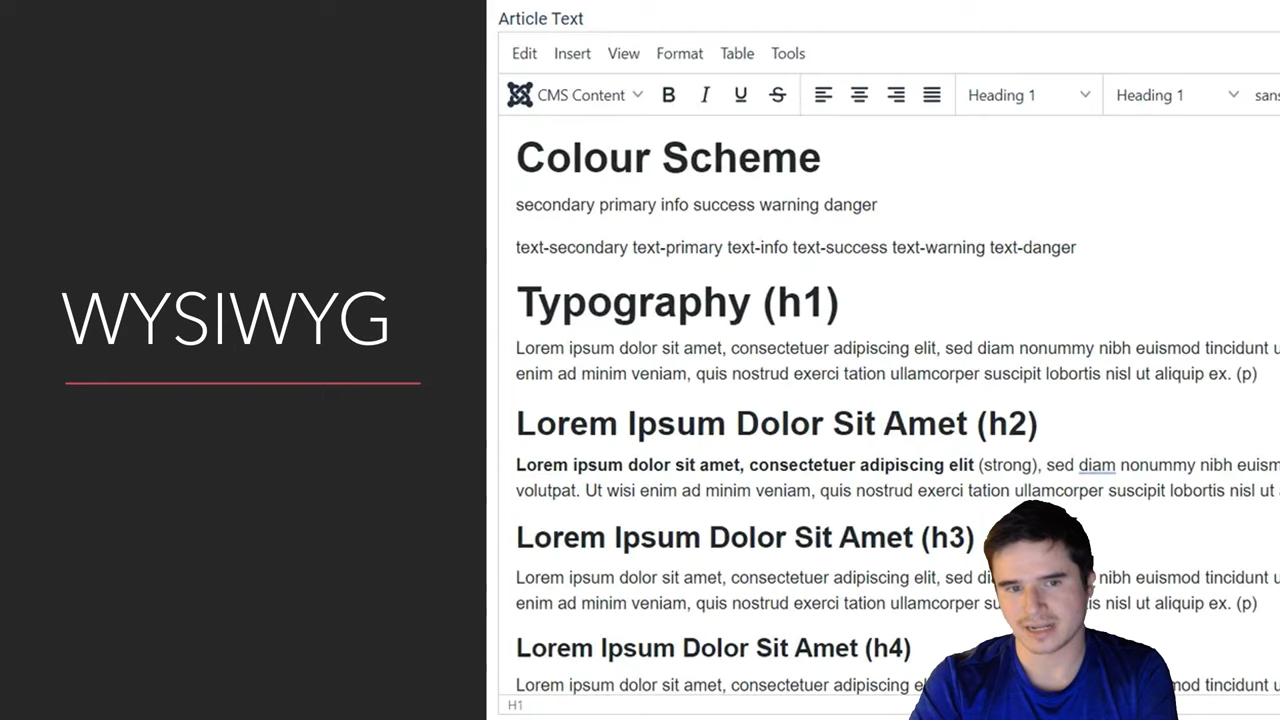 WYSIWYG
Article Text
Edit Insert View Format Table Tools
CMS Content B I U S Heading 1 Heading 1 sans
Colour Scheme
secondary primary info success warning danger
text-secondary text-primary text-info text-success text-warning text-danger
Typography (h1)
Lorem ipsum dolor sit amet, consectetuer adipiscing elit, sed diam nonummy nibh euismod tincidunt u
enim ad minim veniam, quis nostrud exerci tation ullamcorper suscipit lobortis nisl ut aliquip ex. (p)
Lorem Ipsum Dolor Sit Amet (h2)
Lorem ipsum dolor sit amet, consectetuer adipiscing elit (strong), sed diam nonummy nibh euism
volutpat. Ut wisi enim ad minim veniam, quis nostrud exerci tation ullamcorper suscipit lobortis nisl ut
Lorem Ipsum Dolor Sit Amet (h3)
Lorem ipsum dolor sit amet, consectetuer adipiscing elit, sed nibh euismod tincidunt u
enim ad minim veniam, quis nostrud exerci tation ullamcorper nisl ut aliquip ex. (p)
Lorem Ipsum Dolor Sit Amet (h4)
Lorem ipsum dolor sit amet, consectetuer adipiscing euismod tincidunt u
H1